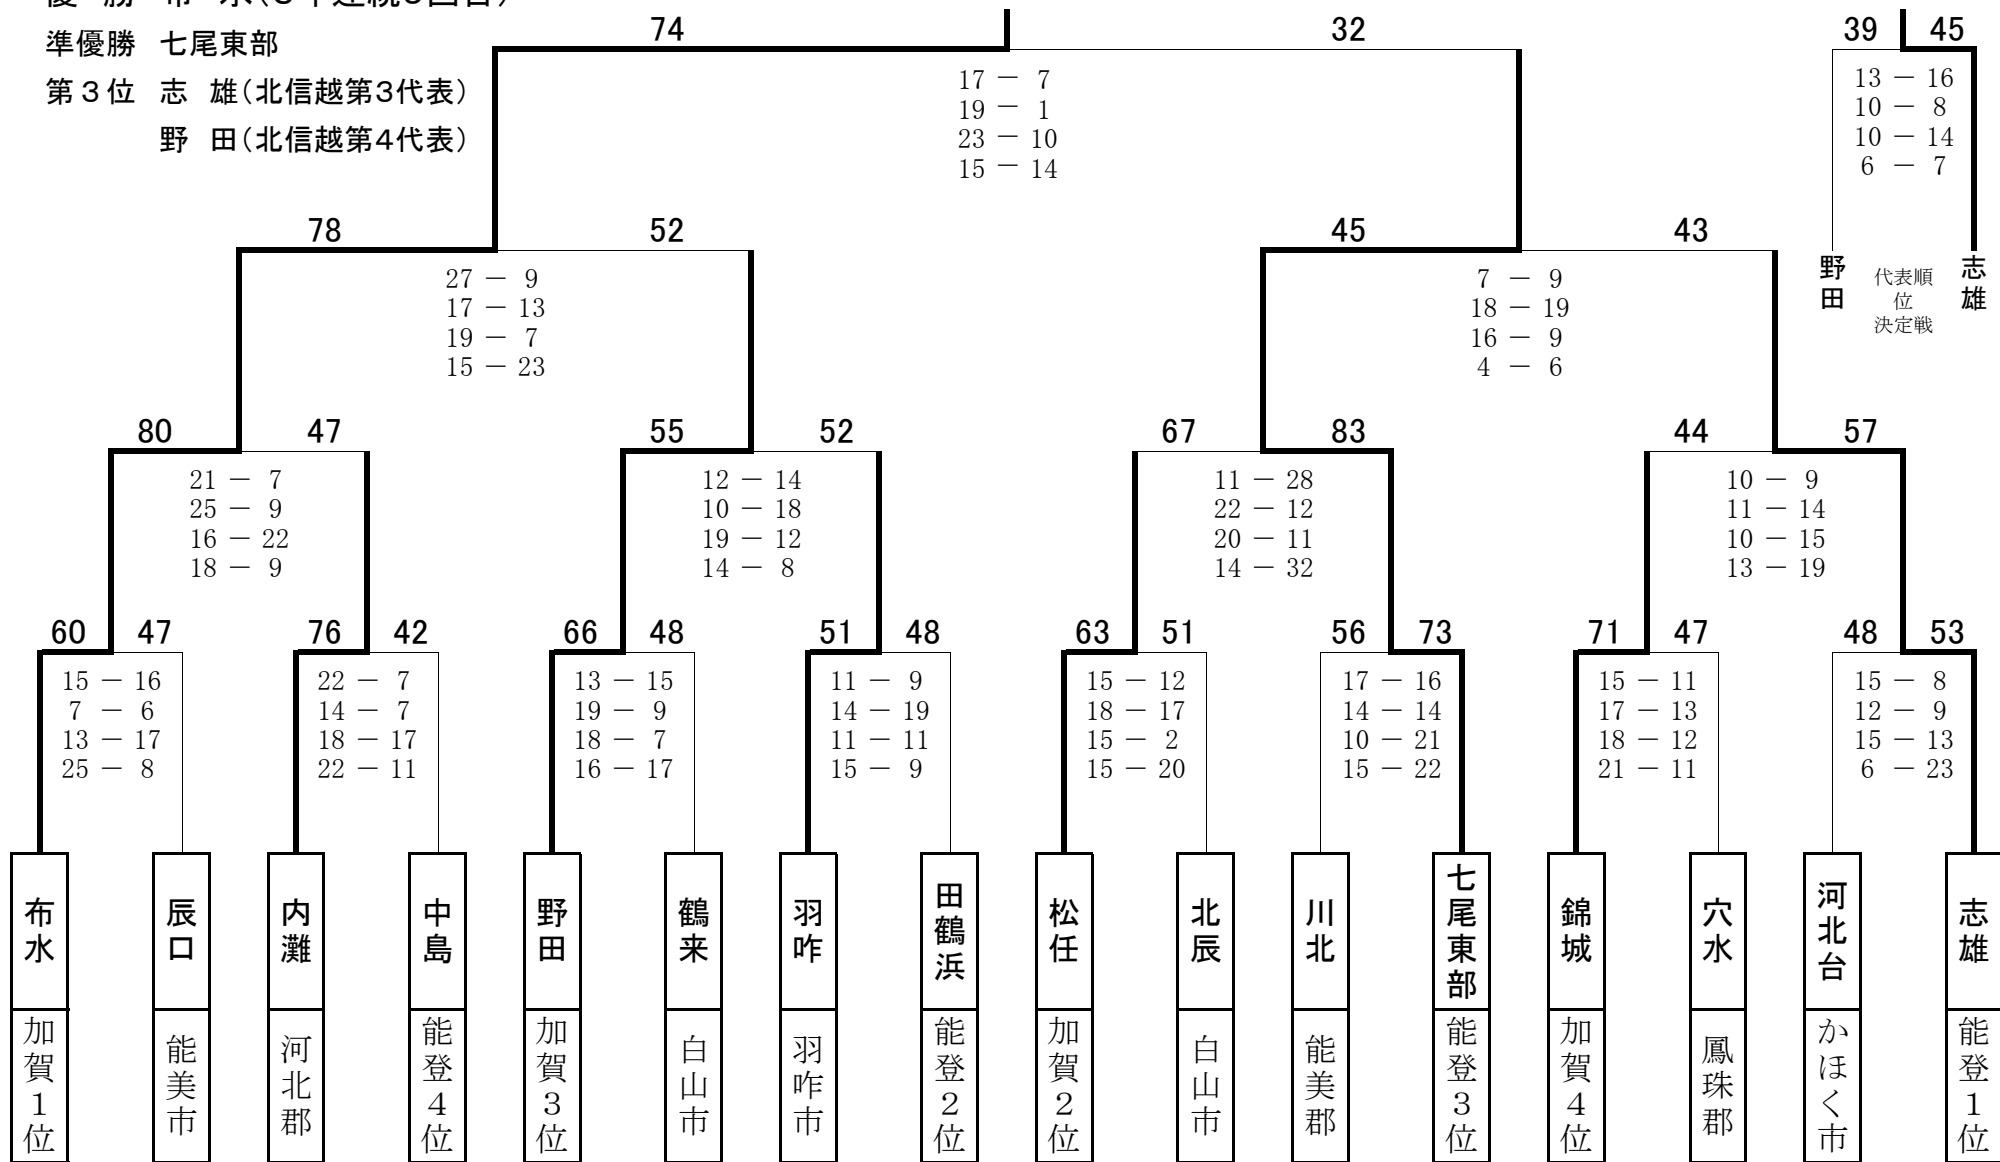 準優勝 七尾東部
第3位 志 雄(北信越第3代表)
野 田(北信越第4代表)
74 32
17 － 7
19 － 1
23 － 10
15 － 14
39 45
13 － 16
10 － 8
10 － 14
6 － 7
野田
代表順
位
決定戦
志雄
78 52
27 － 9
17 － 13
19 － 7
15 － 23
45 43
7 － 9
18 － 19
16 － 9
4 － 6
80 47
21 － 7
25 － 9
16 － 22
18 － 9
55 52
12 － 14
10 － 18
19 － 12
14 － 8
67 83
11 － 28
22 － 12
20 － 11
14 － 32
44 57
10 － 9
11 － 14
10 － 15
13 － 19
60 47
15 － 16
7 － 6
13 － 17
25 － 8
76 42
22 － 7
14 － 7
18 － 17
22 － 11
66 48
13 － 15
19 － 9
18 － 7
16 － 17
51 48
11 － 9
14 － 19
11 － 11
15 － 9
63 51
15 － 12
18 － 17
15 － 2
15 － 20
56 73
17 － 16
14 － 14
10 － 21
15 － 22
71 47
15 － 11
17 － 13
18 － 12
21 － 11
48 53
15 － 8
12 － 9
15 － 13
6 － 23
布水
加賀1位
辰口
能美市
内灘
河北郡
中島
能登4位
野田
加賀3位
鶴来
白山市
羽咋
羽咋市
田鶴浜
能登2位
松任
加賀2位
北辰
白山市
川北
能美郡
七尾東部
能登3位
錦城
加賀4位
穴水
鳳珠郡
河北台
かほく市
志雄
能登1位